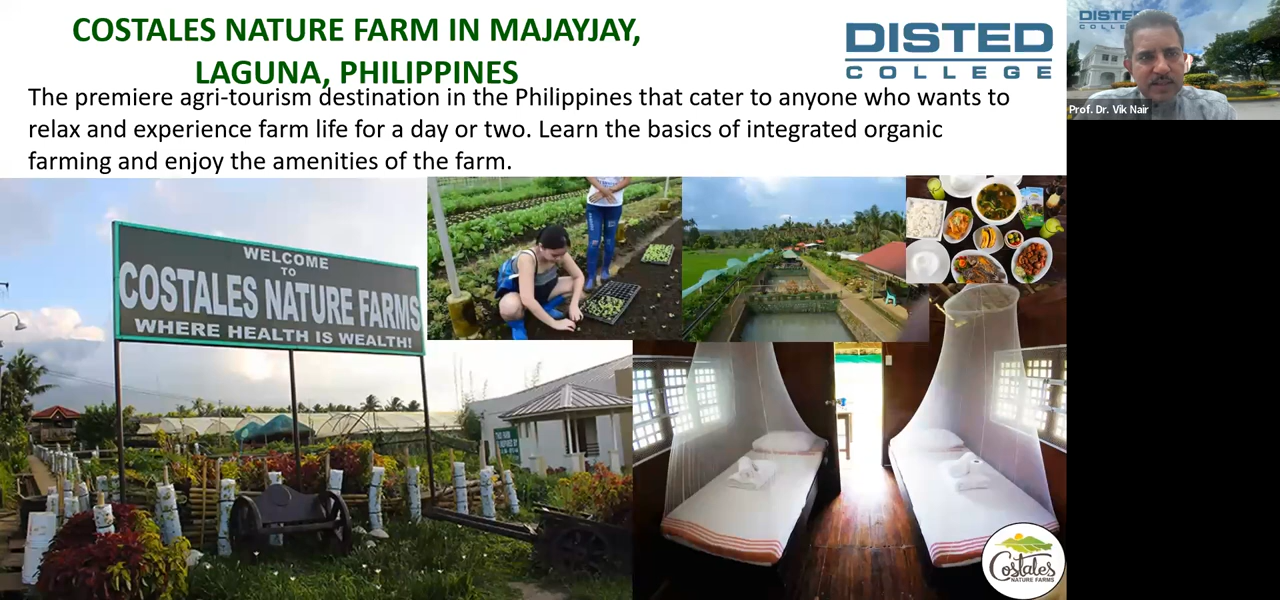 COSTALES NATURE FARM IN MAJAYJAY,
LAGUNA, PHILIPPINES
DISTED
COLLEGE
The premiere agri-tourism destination in the Philippines that cater to anyone who wants to
relax and experience farm life for a day or two. Learn the basics of integrated organic
farming and enjoy the amenities of the farm.
DISTED
Prof. Dr. Vik Nair
WELCOME
TO
COSTALES NATURE FARMS
WHERE HEALTH IS WEALTH!
Costales
NATURE FARMS